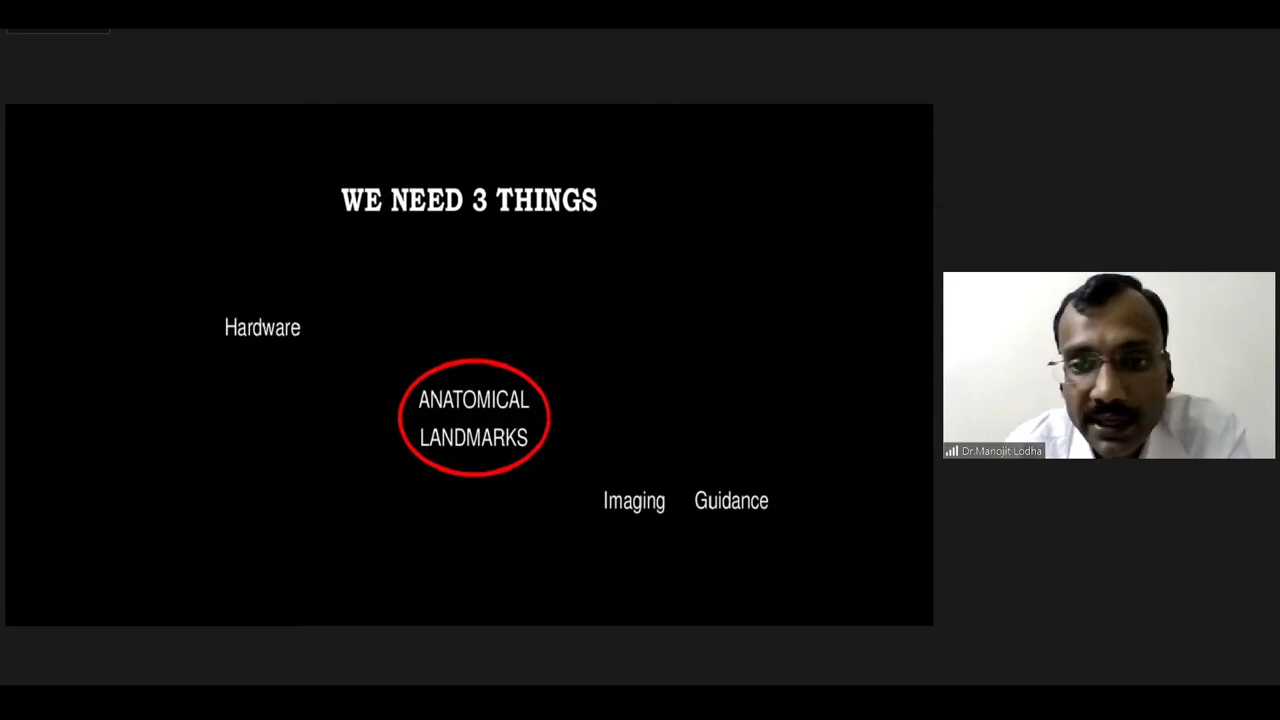 WE NEED 3 THINGS
Hardware
ANATOMICAL
LANDMARKS
Imaging Guidance
Dr.Manojit Lodha